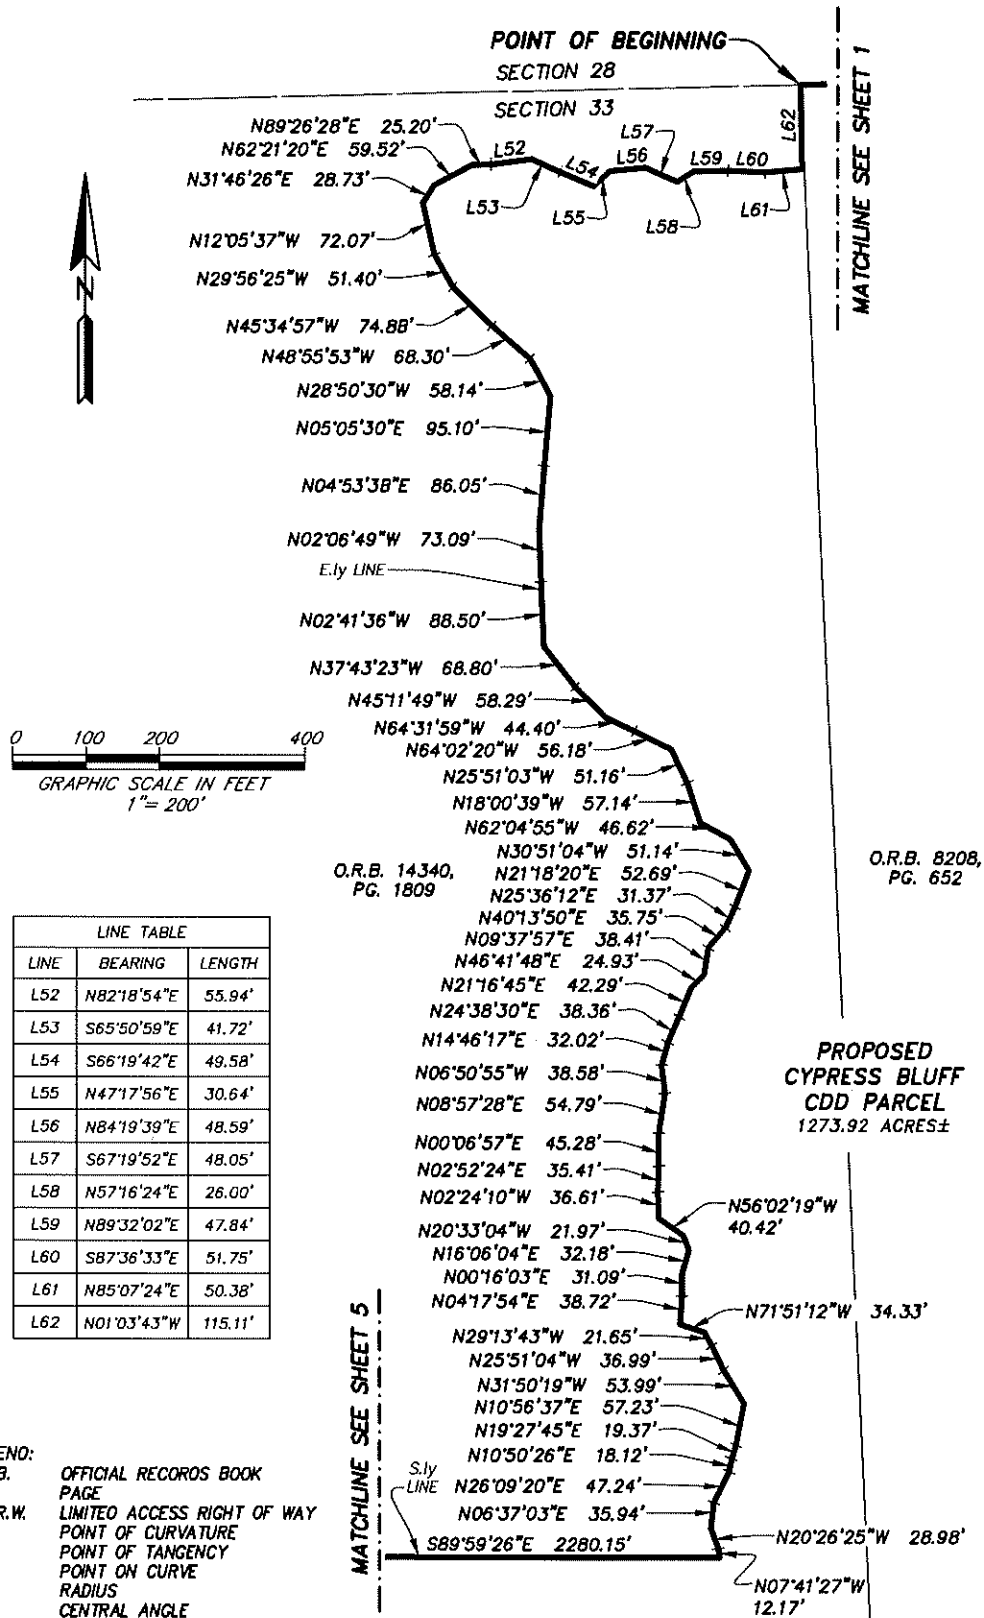 POINT OF BEGINNING
SECTION 28
SECTION 33
MATCHLINE SEE SHEET 1
L62
N89°26'28"E 25.20'
L52
L57
L56
L59
L60
N62°21'20"E 59.52'
N31°46'26"E 28.73'
L53
L54
L55
L58
L61
N
N12°05'37"W 72.07'
N29°56'25"W 51.40'
N45°34'57"W 74.88'
N48°55'53"W 68.30'
N28°50'30"W 58.14'
N05°05'30"E 95.10'
N04°53'38"E 86.05'
N02°06'49"W 73.09'
E.ly LINE
N02°41'36"W 88.50'
N37°43'23"W 68.80'
N45°11'49"W 58.29'
N64°31'59"W 44.40'
N64°02'20"W 56.18'
N25°51'03"W 51.16'
N18°00'39"W 57.14'
N62°04'55"W 46.62'
N30°51'04"W 51.14'
N21°18'20"E 52.69'
N25°36'12"E 31.37'
N40°13'50"E 35.75'
N09°37'57"E 38.41'
N46°41'48"E 24.93'
N21°16'45"E 42.29'
N24°38'30"E 38.36'
N14°46'17"E 32.02'
N06°50'55"W 38.58'
N08°57'28"E 54.79'
N00°06'57"E 45.28'
N02°52'24"E 35.41'
N02°24'10"W 36.61'
N56°02'19"W
40.42'
N20°33'04"W 21.97'
N16°06'04"E 32.18'
N00°16'03"E 31.09'
N04°17'54"E 38.72'
N71°51'12"W 34.33'
N29°13'43"W 21.65'
N25°51'04"W 36.99'
N31°50'19"W 53.99'
N10°56'37"E 57.23'
N19°27'45"E 19.37'
N10°50'26"E 18.12'
N26°09'20"E 47.24'
N06°37'03"E 35.94'
N20°26'25"W 28.98'
N07°41'27"W
12.17'
S.ly
LINE
S89°59'26"E 2280.15'
MATCHLINE SEE SHEET 5
0 100 200 400
GRAPHIC SCALE IN FEET
1"= 200'
O.R.B. 14340,
PG. 1809
O.R.B. 8208,
PG. 652
PROPOSED
CYPRESS BLUFF
CDD PARCEL
1273.92 ACRES±
LINE TABLE
LINE BEARING LENGTH
L52 N82°18'54"E 55.94'
L53 S65°50'59"E 41.72'
L54 S66°19'42"E 49.58'
L55 N47°17'56"E 30.64'
L56 N84°19'39"E 48.59'
L57 S67°19'52"E 48.05'
L58 N57°16'24"E 26.00'
L59 N89°32'02"E 47.84'
L60 S87°36'33"E 51.75'
L61 N85°07'24"E 50.38'
L62 N01°03'43"W 115.11'
END:
B. OFFICIAL RECOROS BOOK
PAGE
R.W. LIMITED ACCESS RIGHT OF WAY
POINT OF CURVATURE
POINT OF TANGENCY
POINT ON CURVE
RADIUS
CENTRAL ANGLE